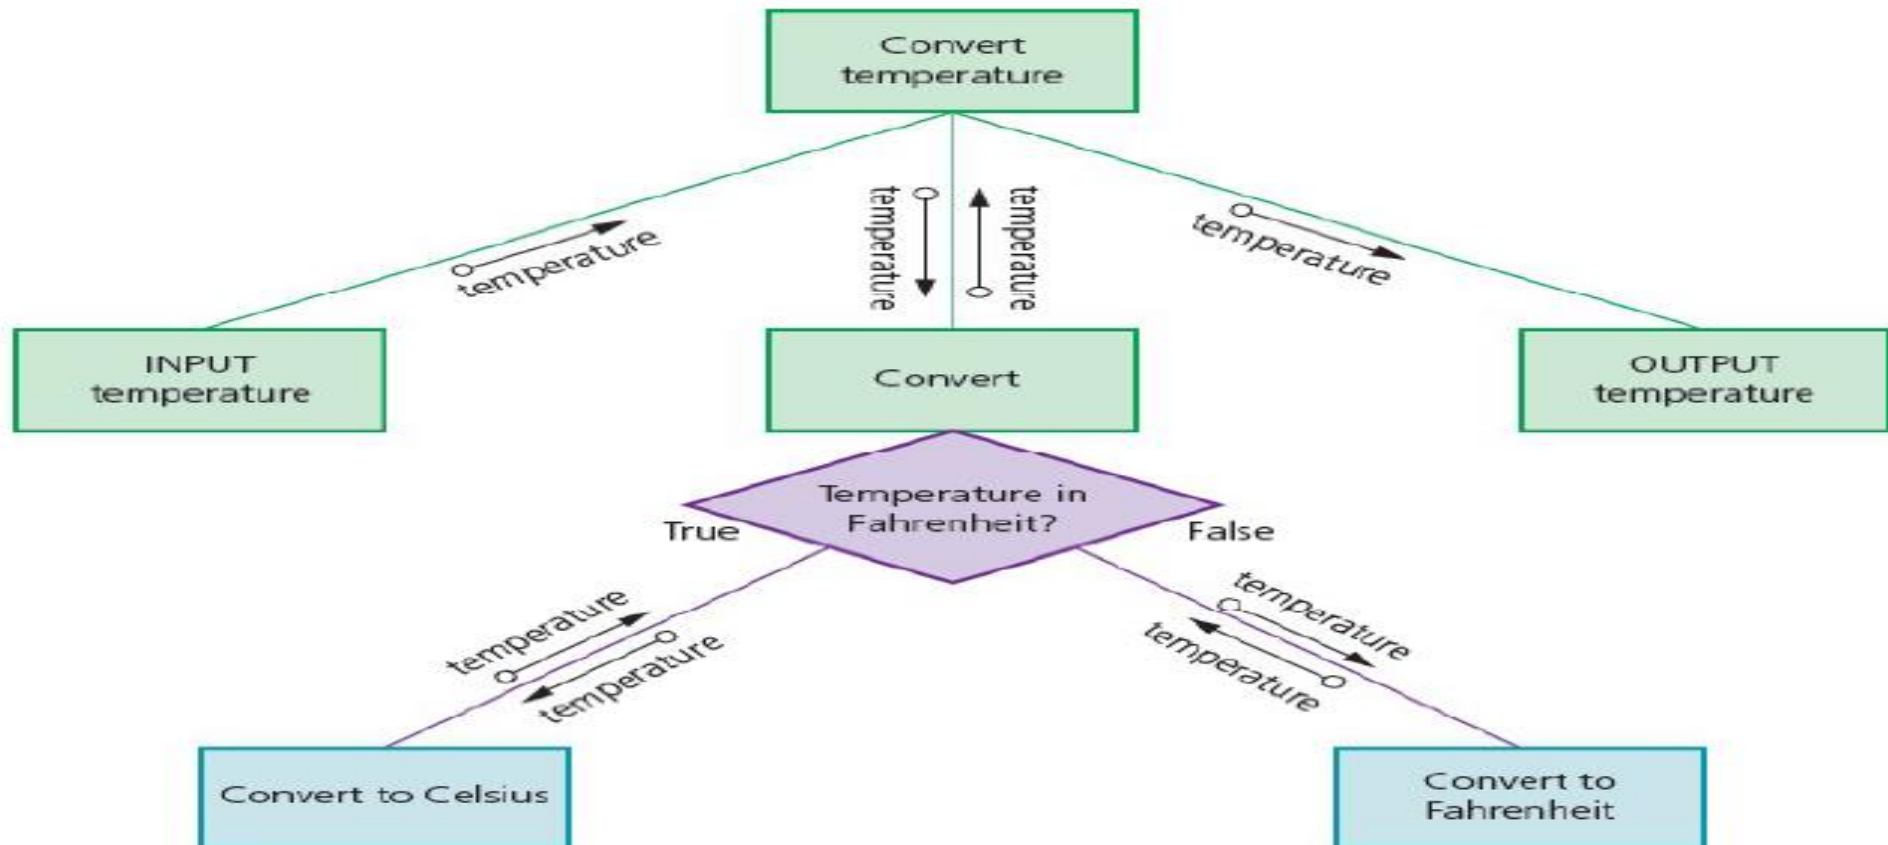 Convert
temperature
temperature
temperature
temperature
temperature
INPUT
temperature
Convert
OUTPUT
temperature
Temperature in
Fahrenheit?
True
False
temperature
temperature
temperature
temperature
Convert to Celsius
Convert to
Fahrenheit